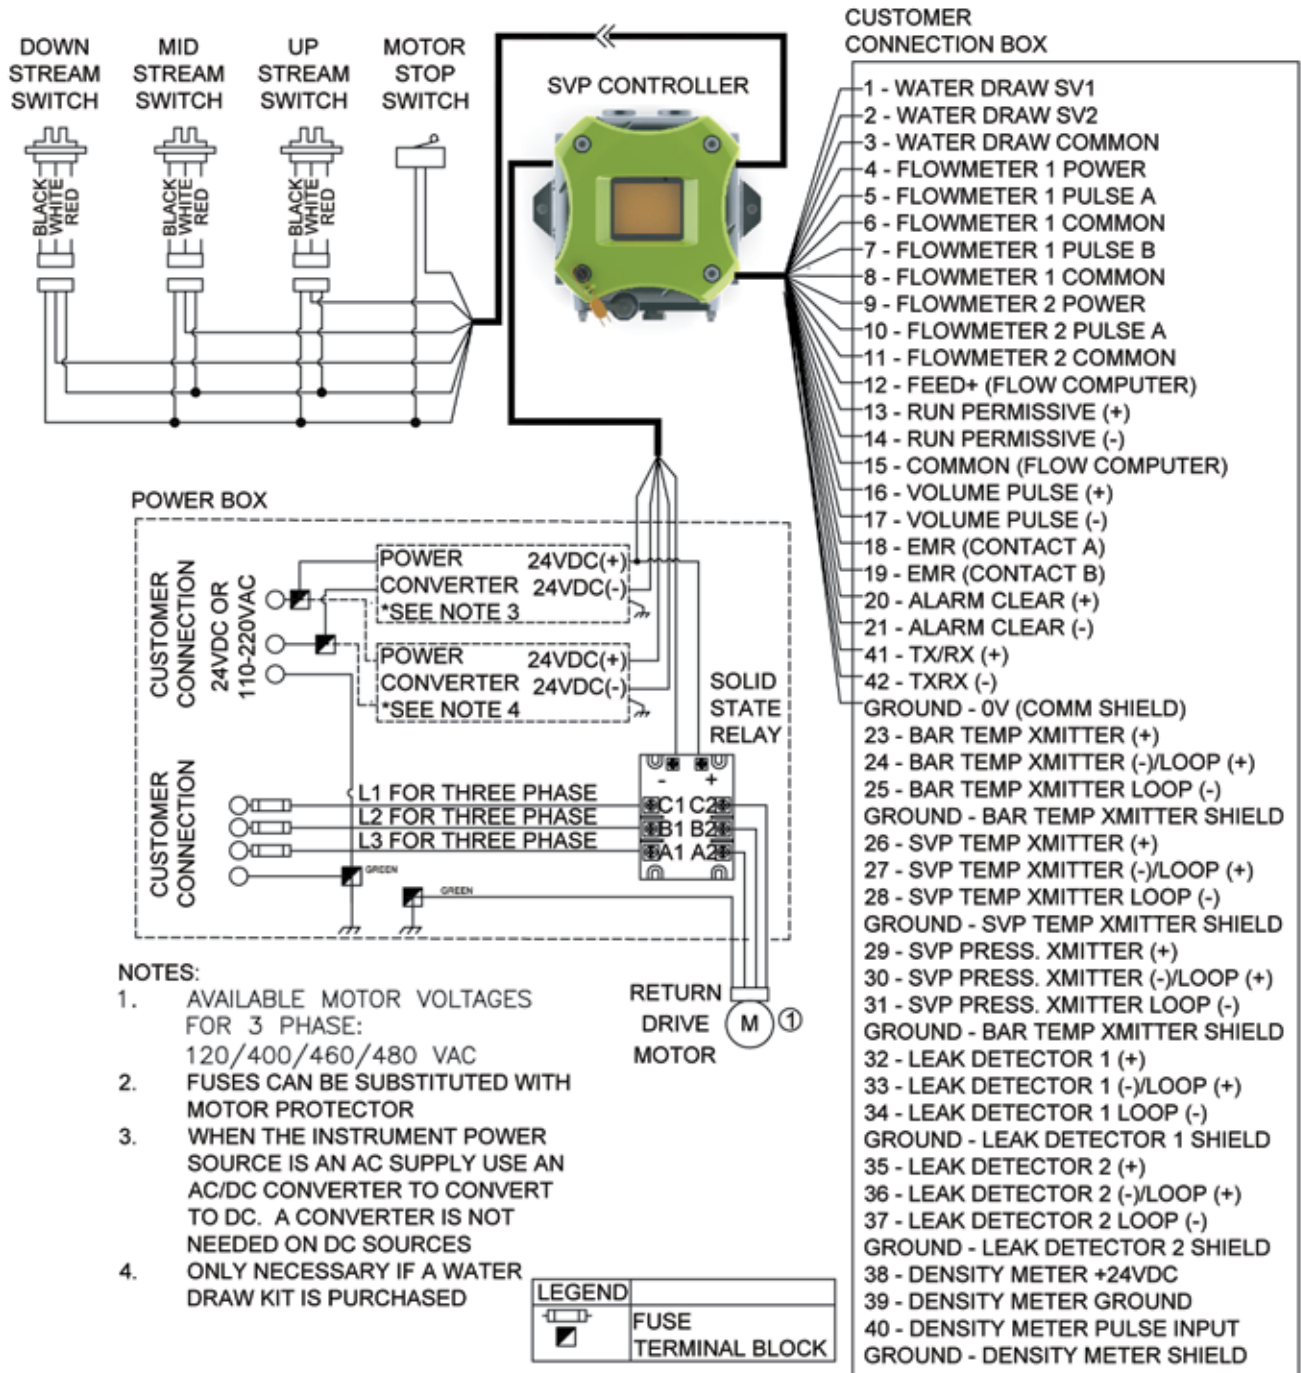 DOWN
STREAM
SWITCH
MID
STREAM
SWITCH
UP
STREAM
SWITCH
MOTOR
STOP
SWITCH
SVP CONTROLLER
BLACK
WHITE
RED
BLACK
WHITE
RED
BLACK
WHITE
RED
CUSTOMER
CONNECTION BOX
1 - WATER DRAW SV1
2 - WATER DRAW SV2
3 - WATER DRAW COMMON
4 - FLOWMETER 1 POWER
5 - FLOWMETER 1 PULSE A
6 - FLOWMETER 1 COMMON
7 - FLOWMETER 1 PULSE B
8 - FLOWMETER 1 COMMON
9 - FLOWMETER 2 POWER
10 - FLOWMETER 2 PULSE A
11 - FLOWMETER 2 COMMON
12 - FEED+ (FLOW COMPUTER)
13 - RUN PERMISSIVE (+)
14 - RUN PERMISSIVE (-)
15 - COMMON (FLOW COMPUTER)
16 - VOLUME PULSE (+)
17 - VOLUME PULSE (-)
18 - EMR (CONTACT A)
19 - EMR (CONTACT B)
20 - ALARM CLEAR (+)
21 - ALARM CLEAR (-)
41 - TX/RX (+)
42 - TXRX (-)
GROUND - 0V (COMM SHIELD)
23 - BAR TEMP XMITTER (+)
24 - BAR TEMP XMITTER (-)/LOOP (+)
25 - BAR TEMP XMITTER LOOP (-)
GROUND - BAR TEMP XMITTER SHIELD
26 - SVP TEMP XMITTER (+)
27 - SVP TEMP XMITTER (-)/LOOP (+)
28 - SVP TEMP XMITTER LOOP (-)
GROUND - SVP TEMP XMITTER SHIELD
29 - SVP PRESS. XMITTER (+)
30 - SVP PRESS. XMITTER (-)/LOOP (+)
31 - SVP PRESS. XMITTER LOOP (-)
GROUND - BAR TEMP XMITTER SHIELD
32 - LEAK DETECTOR 1 (+)
33 - LEAK DETECTOR 1 (-)/LOOP (+)
34 - LEAK DETECTOR 1 LOOP (-)
GROUND - LEAK DETECTOR 1 SHIELD
35 - LEAK DETECTOR 2 (+)
36 - LEAK DETECTOR 2 (-)/LOOP (+)
37 - LEAK DETECTOR 2 LOOP (-)
GROUND - LEAK DETECTOR 2 SHIELD
38 - DENSITY METER +24VDC
39 - DENSITY METER GROUND
40 - DENSITY METER PULSE INPUT
GROUND - DENSITY METER SHIELD
POWER BOX
CUSTOMER
CONNECTION
24VDC OR
110-220VAC
POWER 24VDC(+)
CONVERTER 24VDC(-)
*SEE NOTE 3
POWER 24VDC(+)
CONVERTER 24VDC(-)
*SEE NOTE 4
SOLID
STATE
RELAY
- +
C1 C2
B1 B2
A1 A2
CUSTOMER
CONNECTION
L1 FOR THREE PHASE
L2 FOR THREE PHASE
L3 FOR THREE PHASE
GREEN
GREEN
RETURN
DRIVE
MOTOR
M
①
NOTES:
1. AVAILABLE MOTOR VOLTAGES
FOR 3 PHASE:
120/400/460/480 VAC
2. FUSES CAN BE SUBSTITUTED WITH
MOTOR PROTECTOR
3. WHEN THE INSTRUMENT POWER
SOURCE IS AN AC SUPPLY USE AN
AC/DC CONVERTER TO CONVERT
TO DC. A CONVERTER IS NOT
NEEDED ON DC SOURCES
4. ONLY NECESSARY IF A WATER
DRAW KIT IS PURCHASED
LEGEND
FUSE
TERMINAL BLOCK